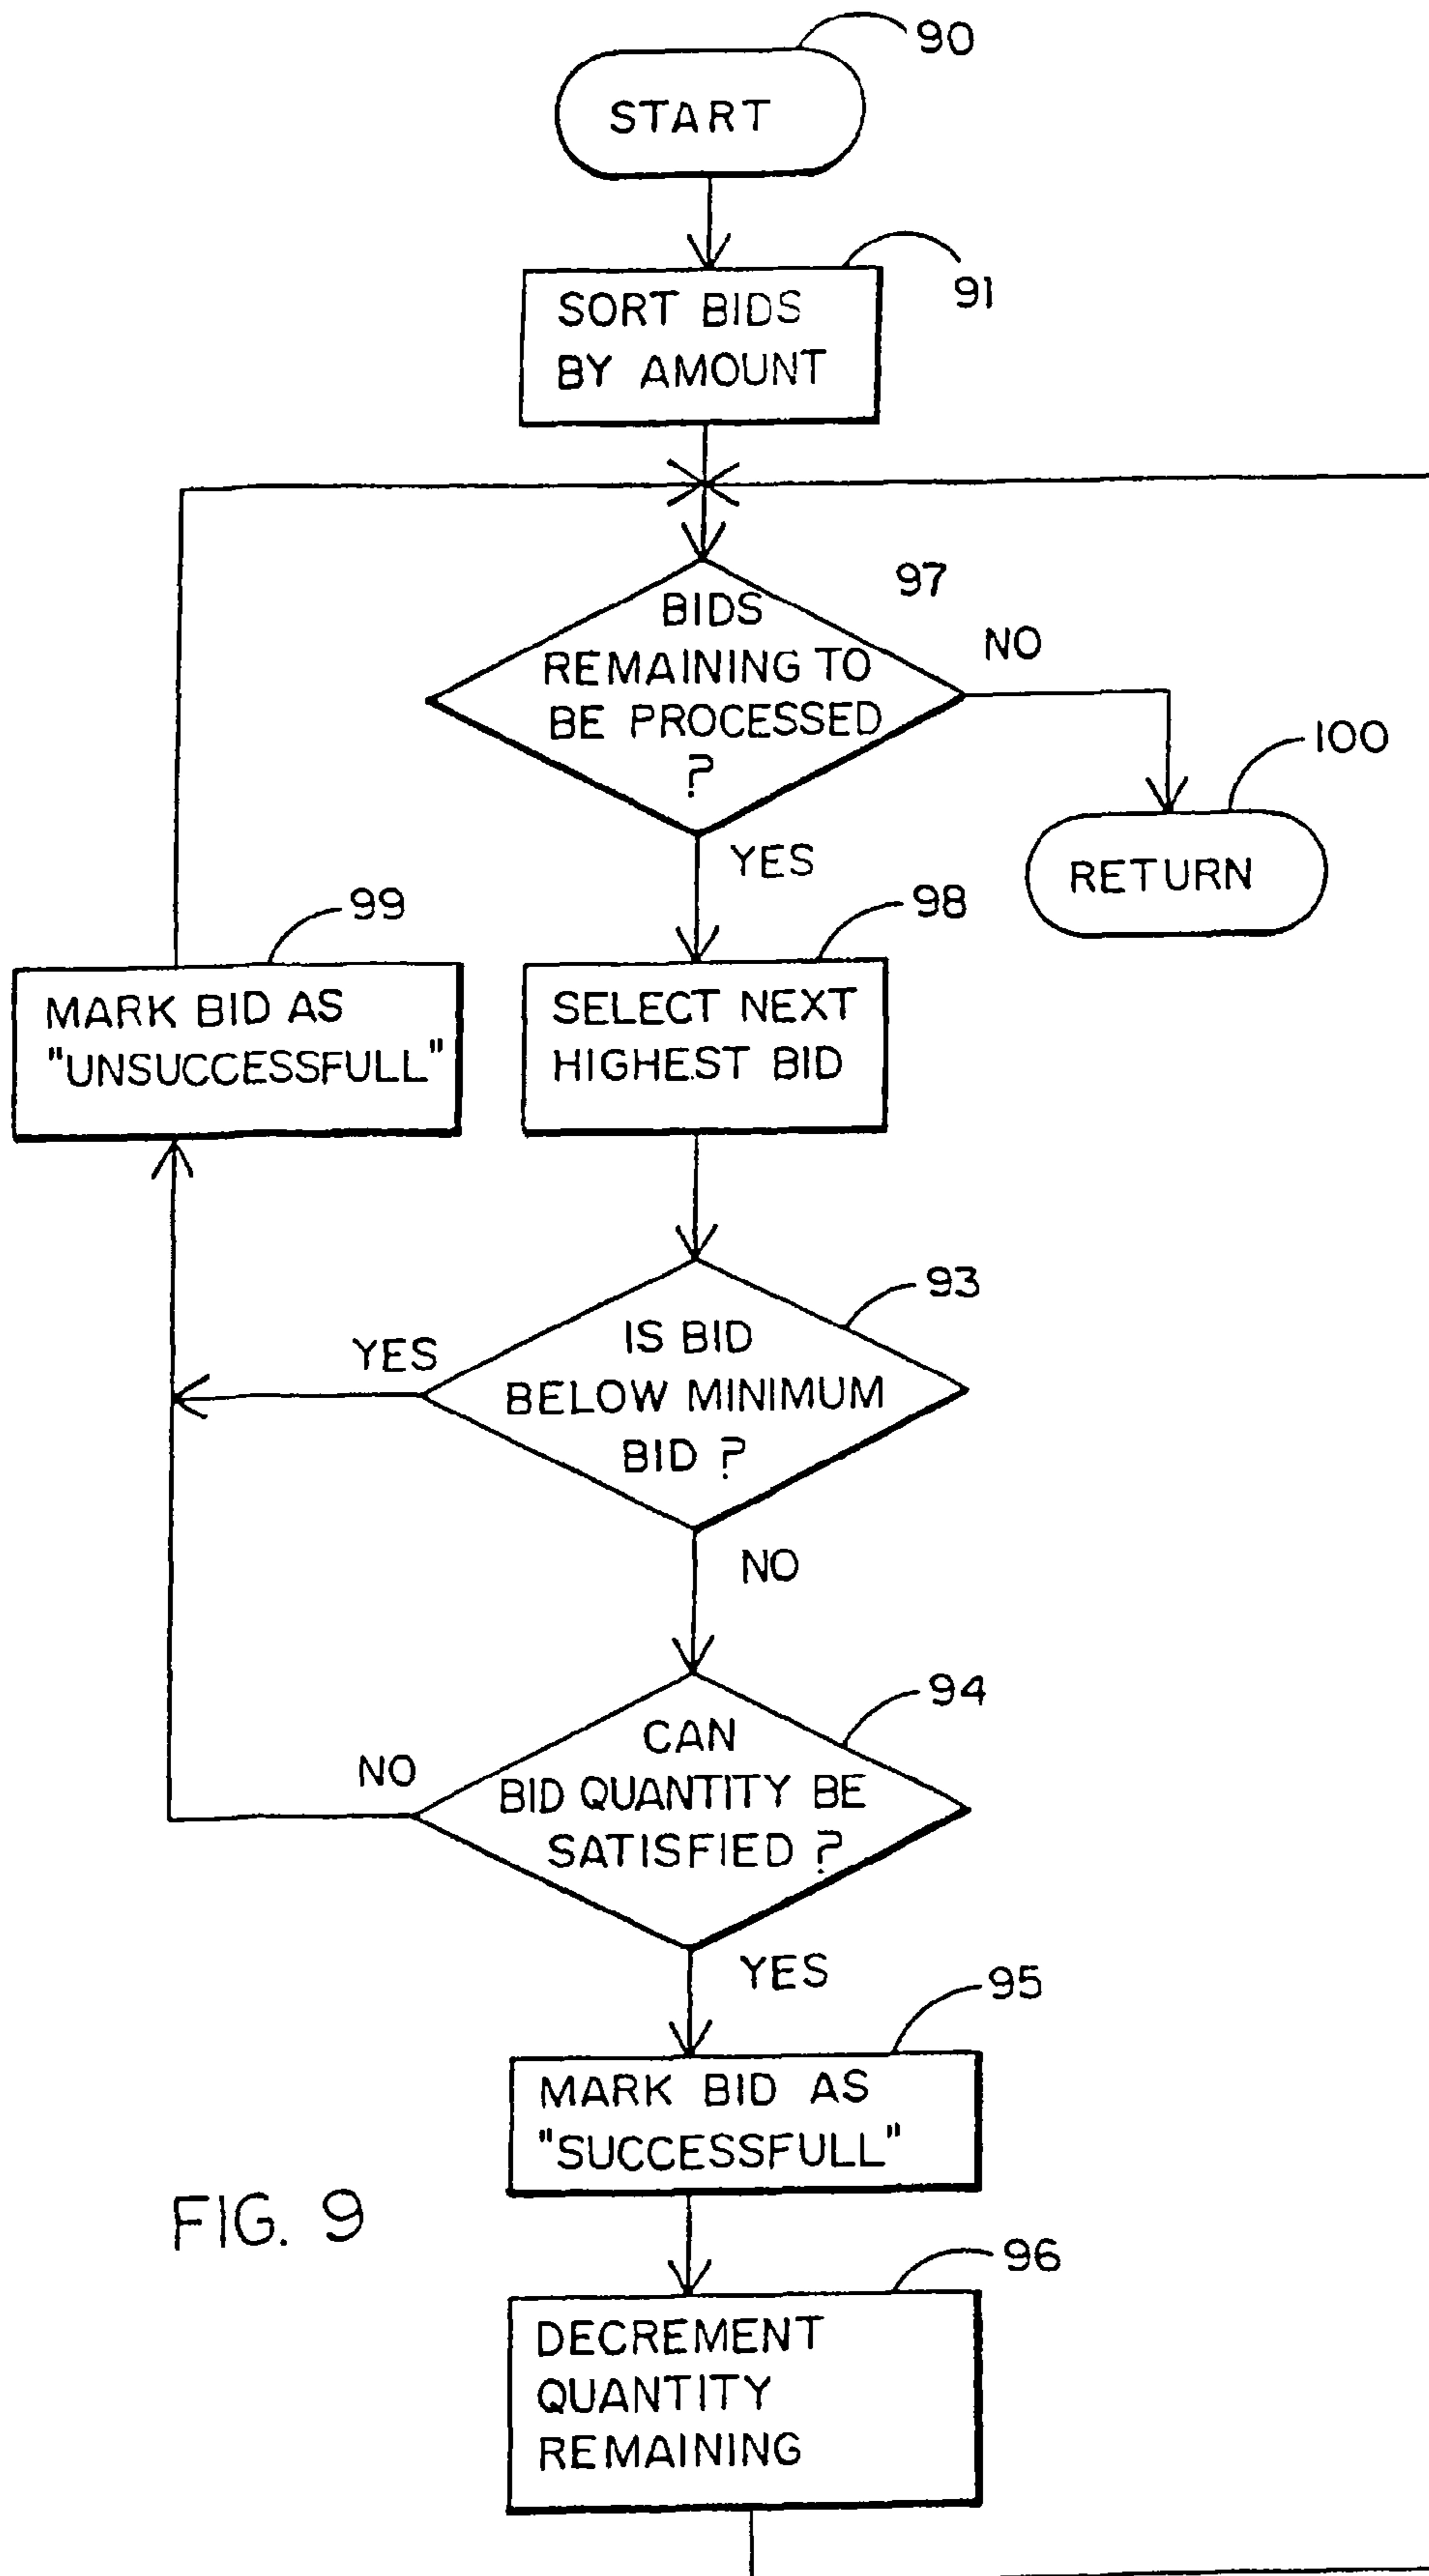 90
START
91
SORT BIDS
BY AMOUNT
97
BIDS
REMAINING TO
BE PROCESSED
?
NO
100
RETURN
YES
99
MARK BID AS
"UNSUCCESSFULL"
98
SELECT NEXT
HIGHEST BID
93
YES
IS BID
BELOW MINIMUM
BID ?
NO
94
NO
CAN
BID QUANTITY BE
SATISFIED ?
YES
95
MARK BID AS
"SUCCESSFULL"
FIG. 9
96
DECREMENT
QUANTITY
REMAINING